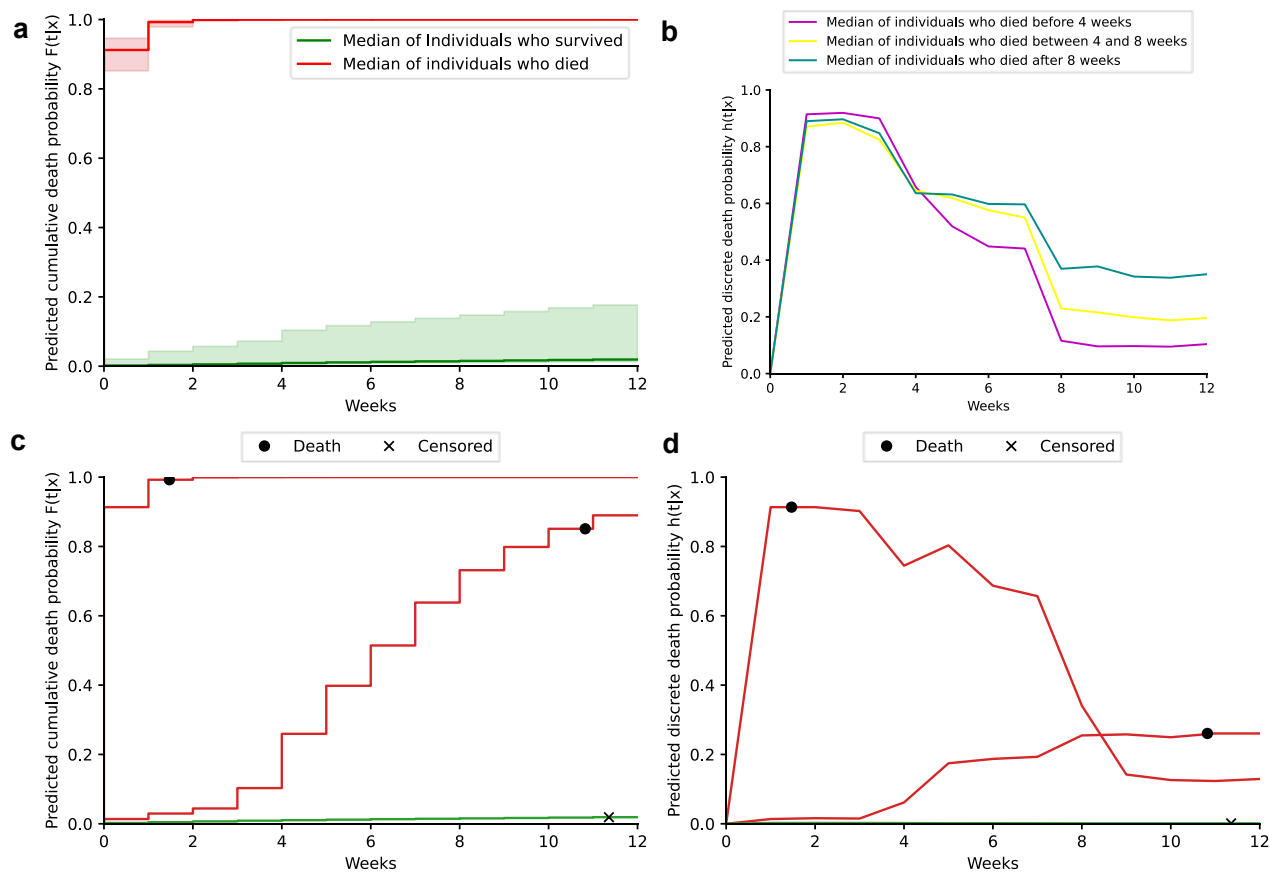 a
Predicted cumulative death probability F(t|x)
1.0
0.8
0.6
0.4
0.2
0.0
Median of Individuals who survived
Median of individuals who died
0 2 4 6 8 10 12
Weeks
b
Median of individuals who died before 4 weeks
Median of individuals who died between 4 and 8 weeks
Median of individuals who died after 8 weeks
Predicted discrete death probability h(t|x)
1.0
0.8
0.6
0.4
0.2
0.0
0 2 4 6 8 10 12
Weeks
c
Death Censored
Predicted cumulative death probability F(t|x)
1.0
0.8
0.6
0.4
0.2
0.0
0 2 4 6 8 10 12
Weeks
d
Death Censored
Predicted discrete death probability h(t|x)
1.0
0.8
0.6
0.4
0.2
0.0
0 2 4 6 8 10 12
Weeks